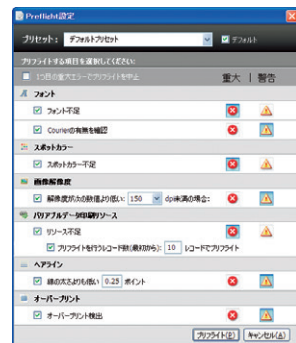 Preflight設定
プリセット: デフォルトプリセット デフォルト
プリフライトする項目を選択してください:
1つ目の重大エラーでプリフライトを中止 重大 | 警告
フォント
フォント不足
Courierの有無を確認
スポットカラー
スポットカラー不足
画像解像度
解像度が次の数値より低い: 150 dpi未満の場合:
バリアブルデータ印刷リソース
リソース不足
プリフライトを行うレコード数(最初から): 10 レコードでプリフライト
ヘアライン
線の太さよりも低い 0.25 ポイント
オーバープリント
オーバープリント検出
プリフライト(P) キャンセル(A)